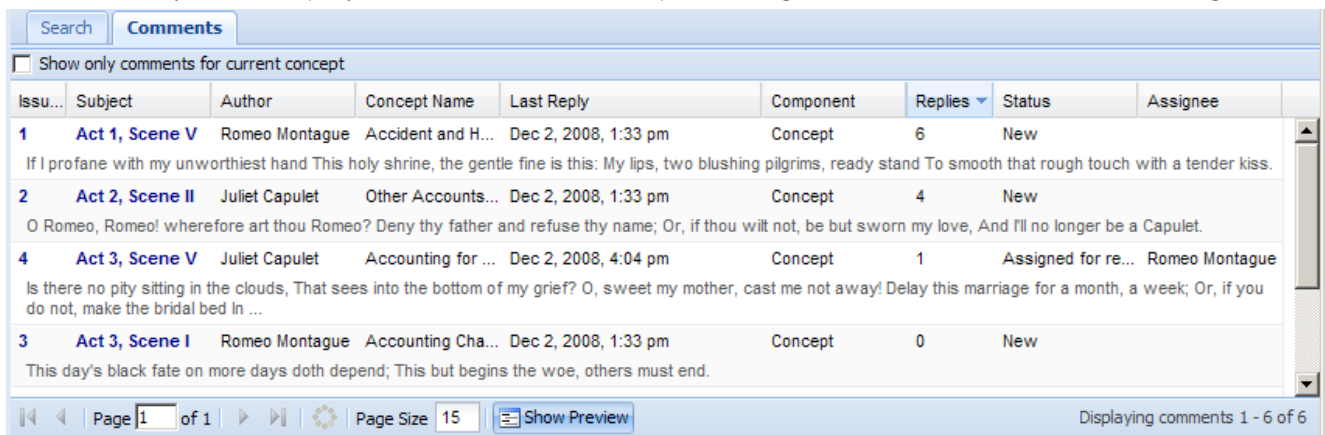 Search Comments
Show only comments for current concept
Issu... Subject Author Concept Name Last Reply Component Replies Status Assignee
1 Act 1, Scene V Romeo Montague Accident and H... Dec 2, 2008, 1:33 pm Concept 6 New
If I profane with my unworthiest hand This holy shrine, the gentle fine is this: My lips, two blushing pilgrims, ready stand To smooth that rough touch with a tender kiss.
2 Act 2, Scene II Juliet Capulet Other Accounts... Dec 2, 2008, 1:33 pm Concept 4 New
O Romeo, Romeo! wherefore art thou Romeo? Deny thy father and refuse thy name; Or, if thou wilt not, be but sworn my love, And I'll no longer be a Capulet.
4 Act 3, Scene V Juliet Capulet Accounting for ... Dec 2, 2008, 4:04 pm Concept 1 Assigned for re... Romeo Montague
Is there no pity sitting in the clouds, That sees into the bottom of my grief? O, sweet my mother, cast me not away! Delay this marriage for a month, a week; Or, if you
do not, make the bridal bed In ...
3 Act 3, Scene I Romeo Montague Accounting Cha... Dec 2, 2008, 1:33 pm Concept 0 New
This day's black fate on more days doth depend; This but begins the woe, others must end.
Page 1 of 1 Page Size 15 Show Preview Displaying comments 1 - 6 of 6